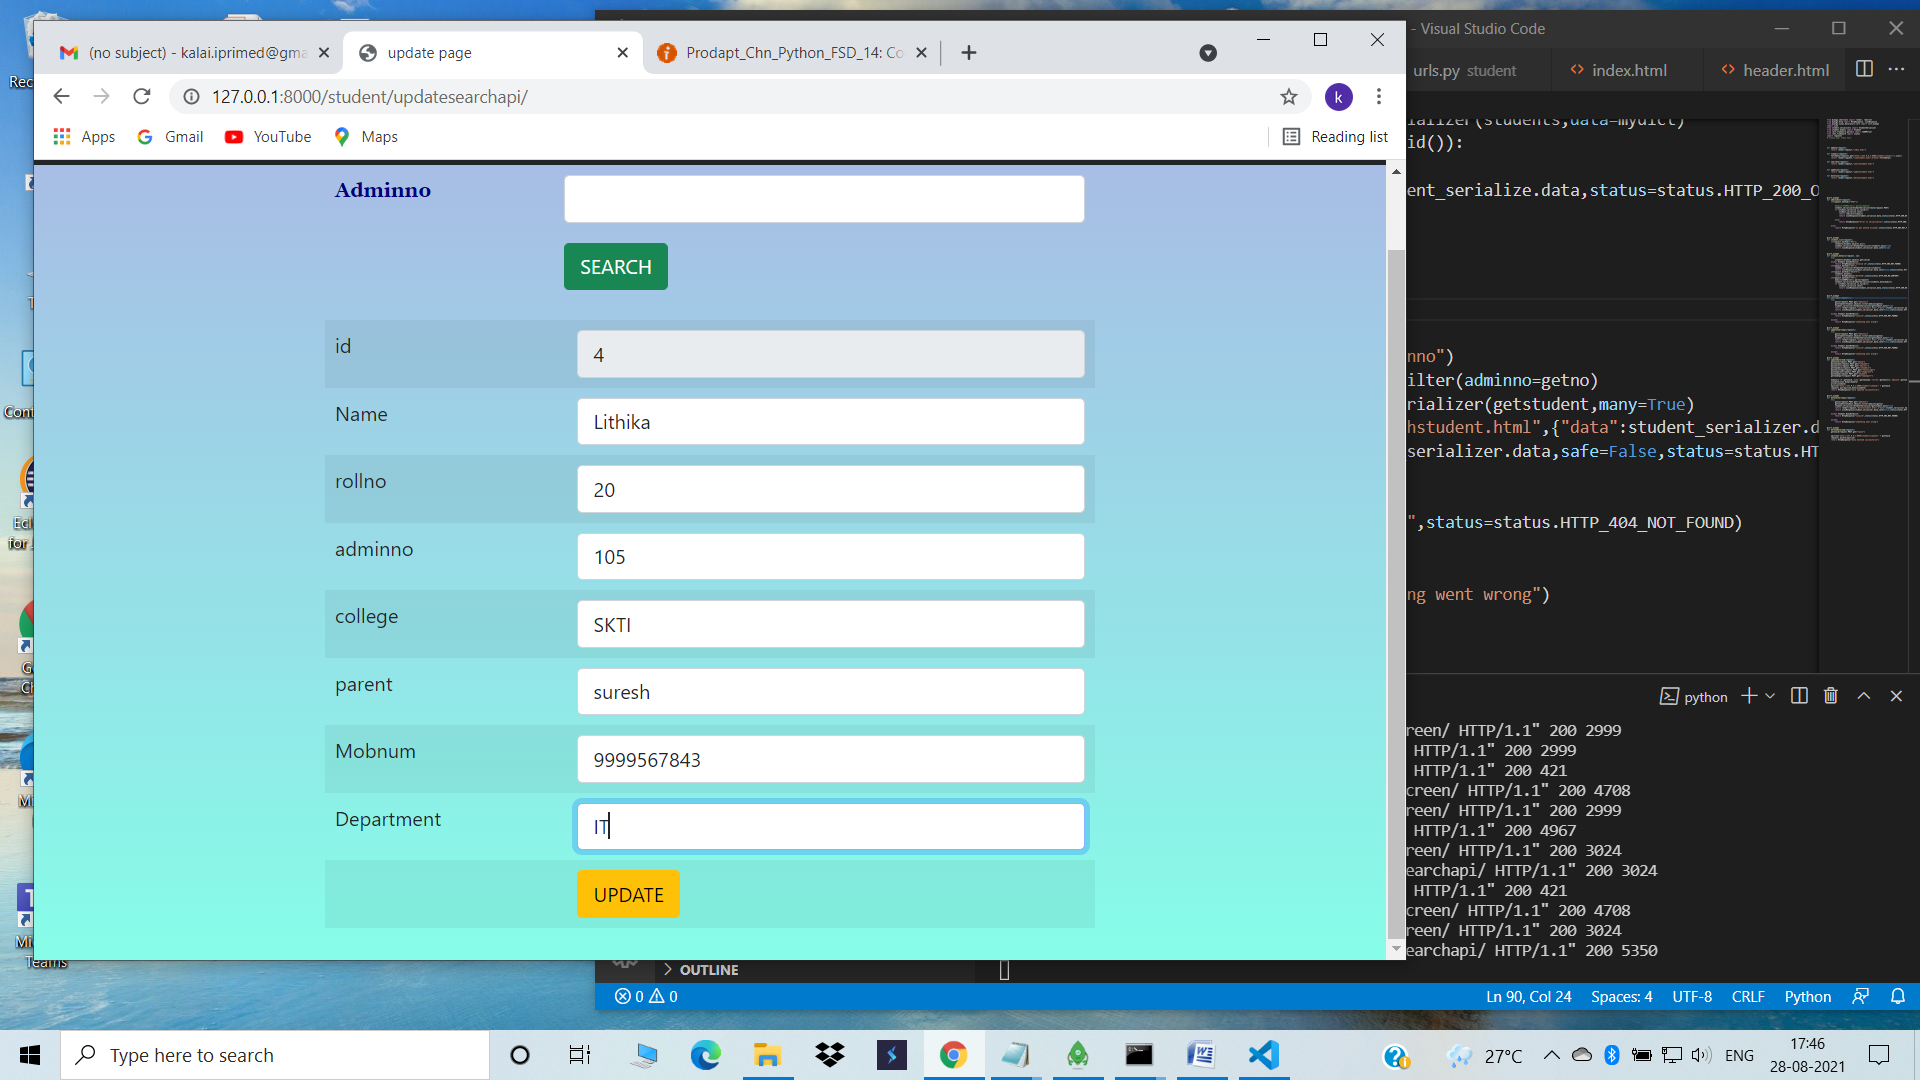 (no subject) - kalai.iprimed@gma
update page
Prodapt_Chn_Python_FSD_14: Co
127.0.0.1:8000/student/updatesearchapi/
k
Apps
Gmail
YouTube
Maps
Reading list
Adminno
SEARCH
id
4
Name
Lithika
rollno
20
adminno
105
college
SKTI
parent
suresh
Mobnum
9999567843
Department
IT
UPDATE
- Visual Studio Code
urls.py student
index.html
header.html
ializer(students,data=mydict)
id()):
ent_serialize.data,status=status.HTTP_200_O
nno")
ilter(adminno=getno)
rializer(getstudent,many=True)
hstudent.html",{"data":student_serializer.d
serializer.data,safe=False,status=status.HT
",status=status.HTTP_404_NOT_FOUND)
ng went wrong")
python
reen/ HTTP/1.1" 200 2999
HTTP/1.1" 200 2999
HTTP/1.1" 200 421
creen/ HTTP/1.1" 200 4708
reen/ HTTP/1.1" 200 2999
HTTP/1.1" 200 4967
reen/ HTTP/1.1" 200 3024
earchapi/ HTTP/1.1" 200 3024
HTTP/1.1" 200 421
creen/ HTTP/1.1" 200 4708
reen/ HTTP/1.1" 200 3024
earchapi/ HTTP/1.1" 200 5350
OUTLINE
0 0
Ln 90, Col 24
Spaces: 4
UTF-8
CRLF
Python
Rec
Cont
Ecl
for
Mi
Teams
Type here to search
27°C
ENG
17:46
28-08-2021